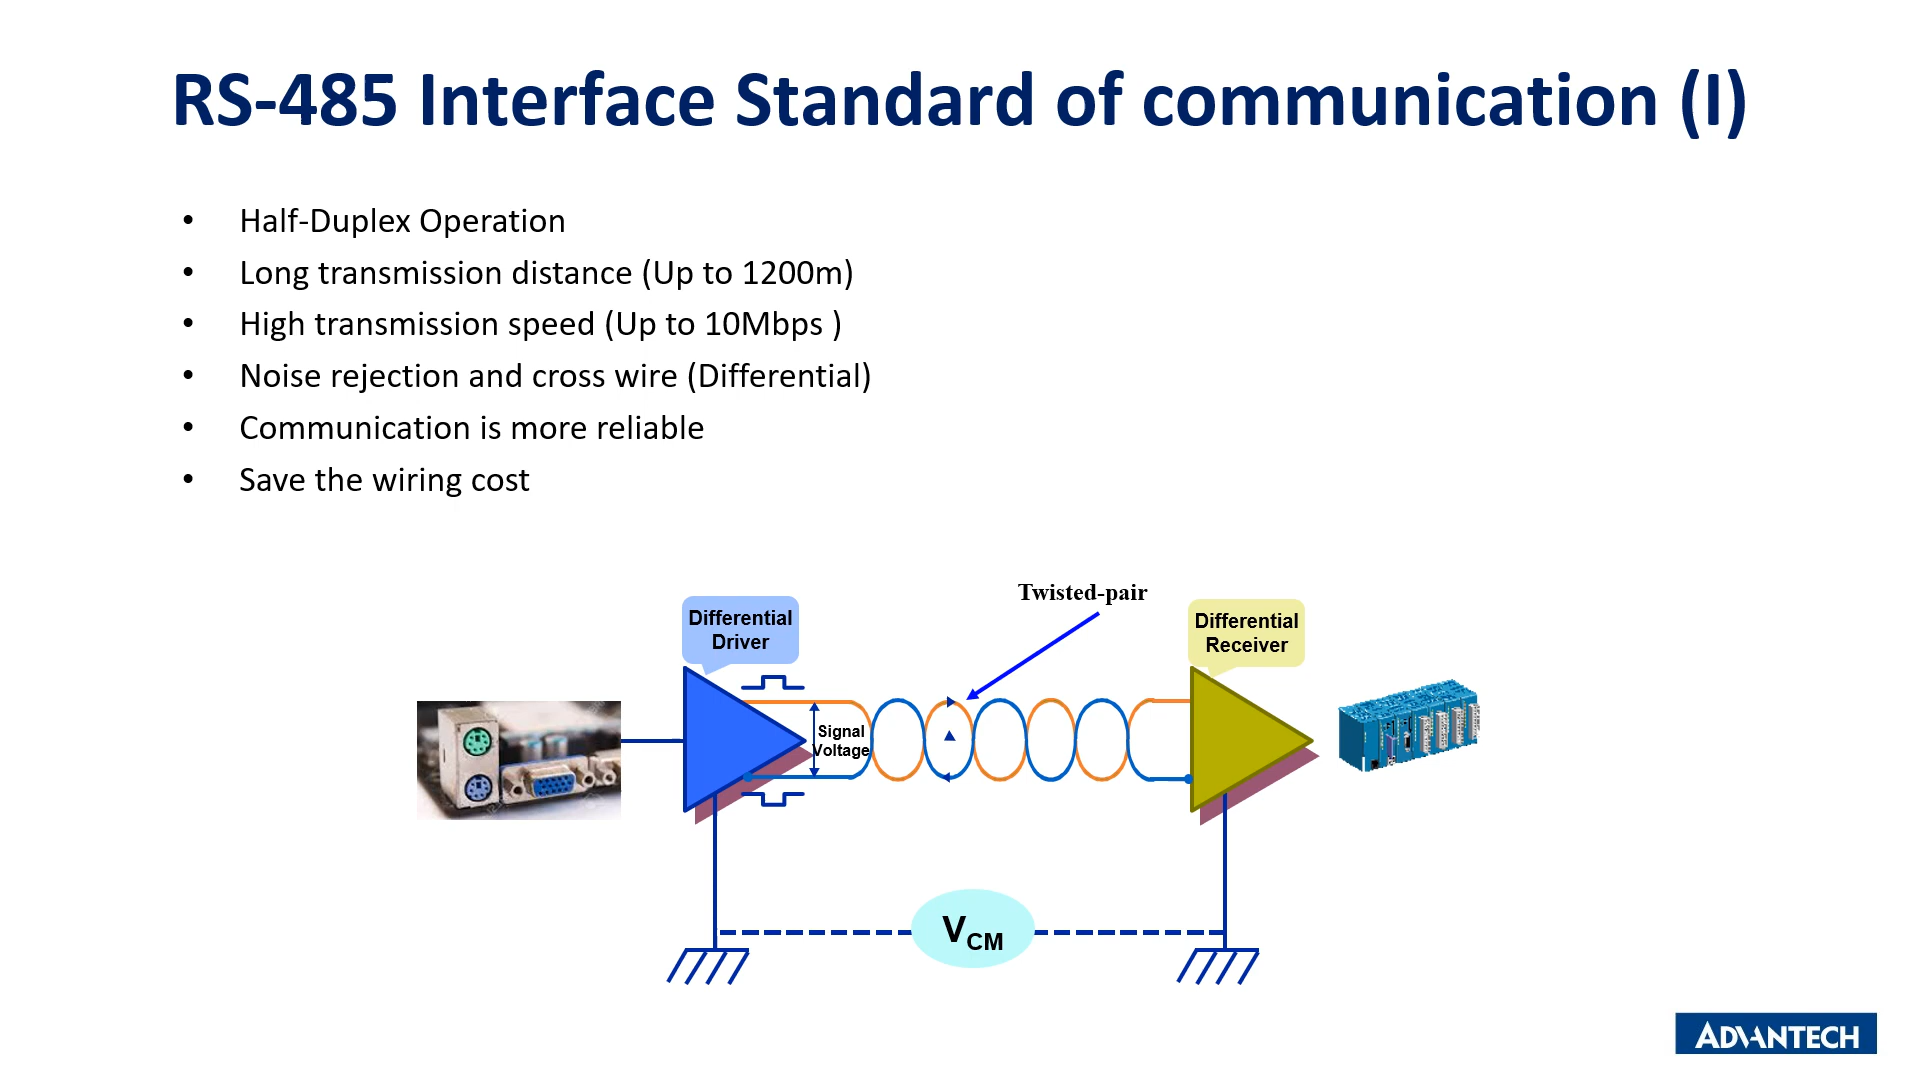 RS-485 Interface Standard of communication (I)
• Half-Duplex Operation
• Long transmission distance (Up to 1200m)
• High transmission speed (Up to 10Mbps )
• Noise rejection and cross wire (Differential)
• Communication is more reliable
• Save the wiring cost
Twisted-pair
Differential
Driver
Differential
Receiver
Signal
Voltage
VCM
ADVANTECH